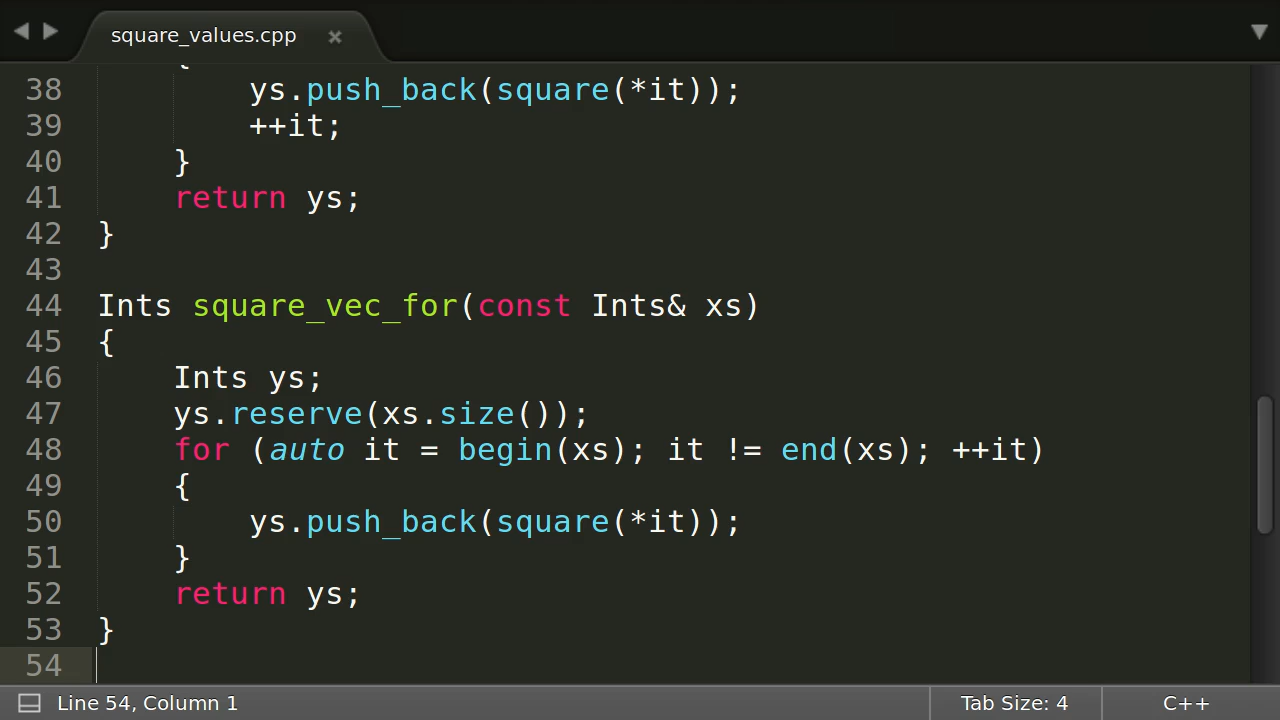 square_values.cpp
{
38 ys.push_back(square(*it));
39 ++it;
40 }
41 return ys;
42 }
43
44 Ints square_vec_for(const Ints& xs)
45 {
46 Ints ys;
47 ys.reserve(xs.size());
48 for (auto it = begin(xs); it != end(xs); ++it)
49 {
50 ys.push_back(square(*it));
51 }
52 return ys;
53 }
54
Line 54, Column 1 Tab Size: 4 C++